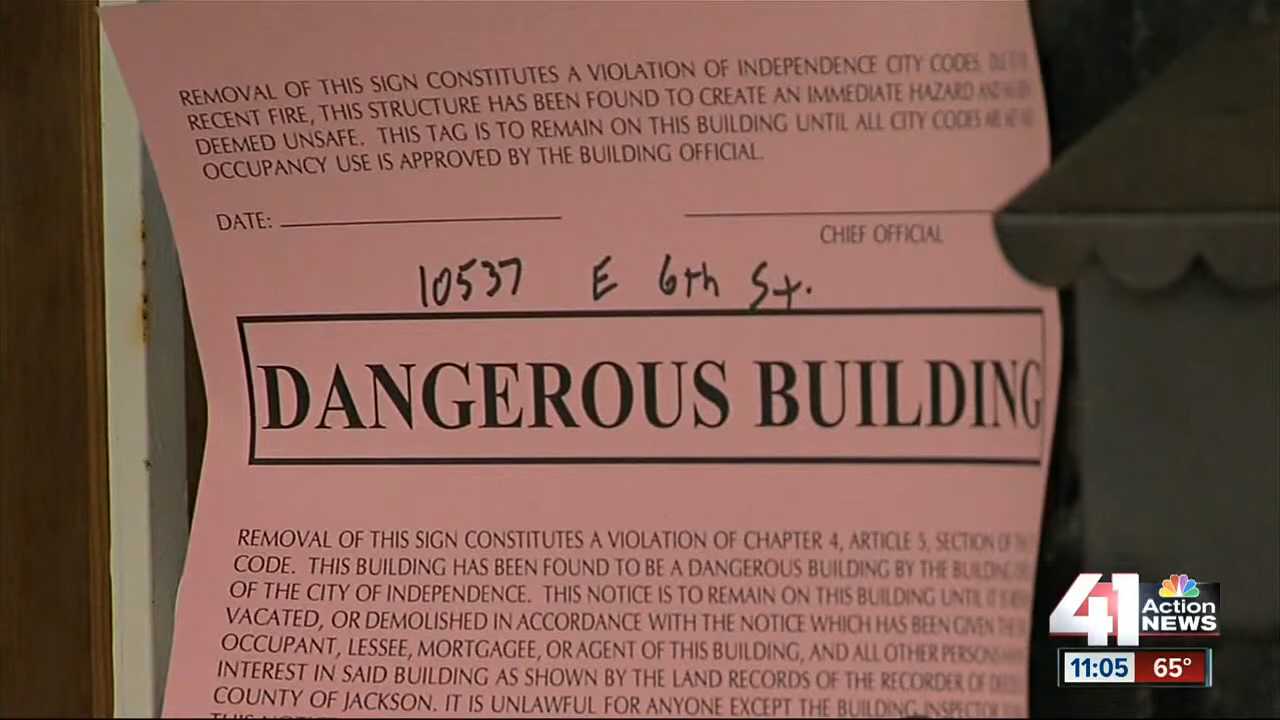 REMOVAL OF THIS SIGN CONSTITUTES A VIOLATION OF INDEPENDENCE CITY CODES.
RECENT FIRE, THIS STRUCTURE HAS BEEN FOUND TO CREATE AN IMMEDIATE HAZARD AND
DEEMED UNSAFE. THIS TAG IS TO REMAIN ON THIS BUILDING UNTIL ALL CITY CODES
OCCUPANCY USE IS APPROVED BY THE BUILDING OFFICIAL.
DATE:
CHIEF OFFICIAL
10537 E 6th St.
DANGEROUS BUILDING
REMOVAL OF THIS SIGN CONSTITUTES A VIOLATION OF CHAPTER 4, ARTICLE 5, SECTION OF
CODE. THIS BUILDING HAS BEEN FOUND TO BE A DANGEROUS BUILDING BY THE BUILDING
OF THE CITY OF INDEPENDENCE. THIS NOTICE IS TO REMAIN ON THIS BUILDING UNTIL IT
VACATED, OR DEMOLISHED IN ACCORDANCE WITH THE NOTICE WHICH HAS BEEN GIVEN
OCCUPANT, LESSEE, MORTGAGEE, OR AGENT OF THIS BUILDING, AND ALL OTHER PERSONS
INTEREST IN SAID BUILDING AS SHOWN BY THE LAND RECORDS OF THE RECORDER OF
COUNTY OF JACKSON. IT IS UNLAWFUL FOR ANYONE EXCEPT THE BUILDING INSPECTOR
THIS NOTICE
41 Action NEWS
11:05 65°